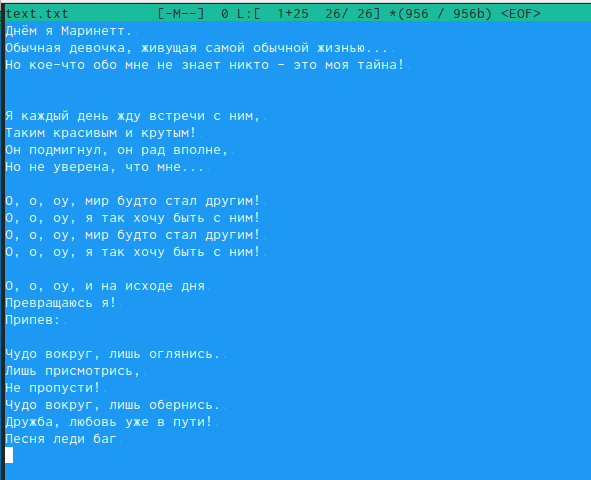 text.txt [-M--] 0 L:[ 1+25 26/ 26] *(956 / 956b) <EOF>
Днём я Маринетт.
Обычная девочка, живущая самой обычной жизнью...
Но кое-что обо мне не знает никто – это моя тайна!
Я каждый день жду встречи с ним,
Таким красивым и крутым!
Он подмигнул, он рад вполне,
Но не уверена, что мне...
О, о, оу, мир будто стал другим!
О, о, оу, я так хочу быть с ним!
О, о, оу, мир будто стал другим!
О, о, оу, я так хочу быть с ним!
О, о, оу, и на исходе дня
Превращаюсь я!
Припев:
Чудо вокруг, лишь оглянись.
Лишь присмотрись,
Не пропусти!
Чудо вокруг, лишь обернись.
Дружба, любовь уже в пути!
Песня леди баг